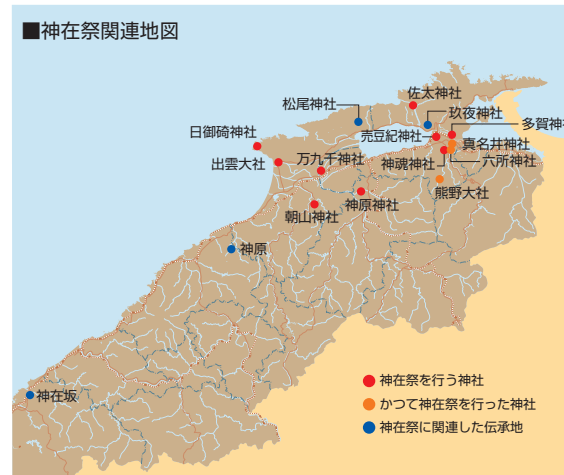 ■神在祭関連地図
佐太神社
松尾神社
玖夜神社
多賀神
日御碕神社
売豆紀神社
真名井神社
出雲大社
万九千神社
神魂神社
六所神社
熊野大社
朝山神社
神原神社
神原
神在坂
神在祭を行う神社
かつて神在祭を行った神社
神在祭に関連した伝承地